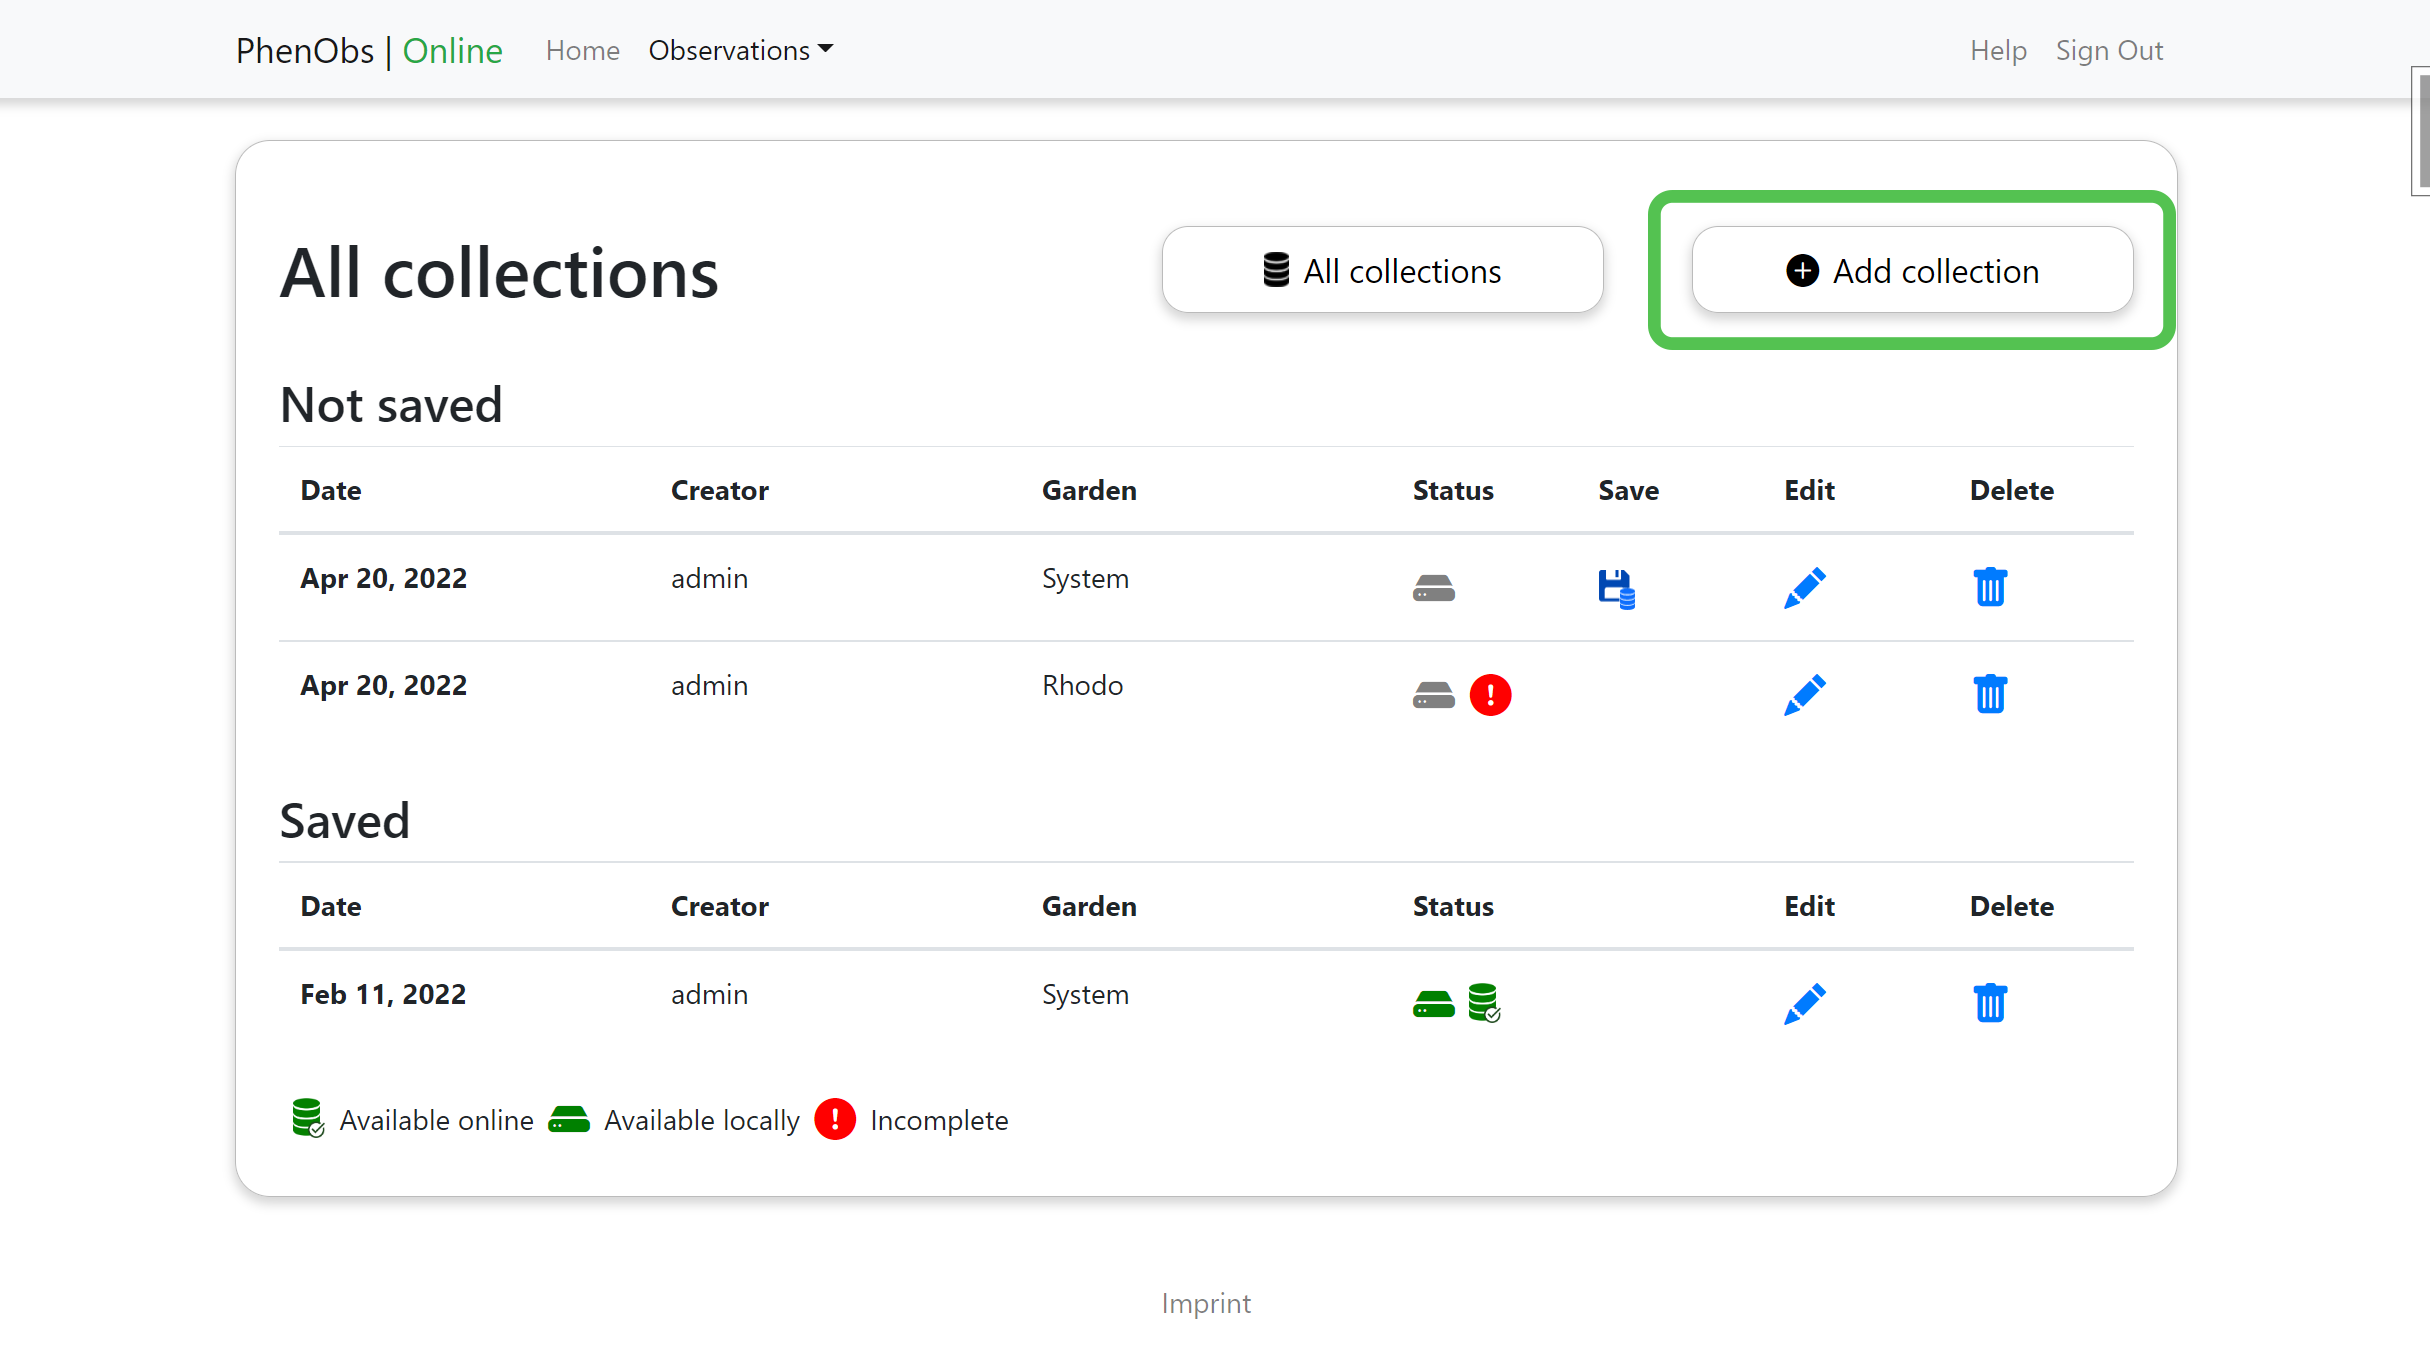 PhenObs | Online Home Observations Help Sign Out
All collections All collections Add collection
Not saved
Date Creator Garden Status Save Edit Delete
Apr 20, 2022 admin System
Apr 20, 2022 admin Rhodo
Saved
Date Creator Garden Status Edit Delete
Feb 11, 2022 admin System
Available online Available locally Incomplete
Imprint